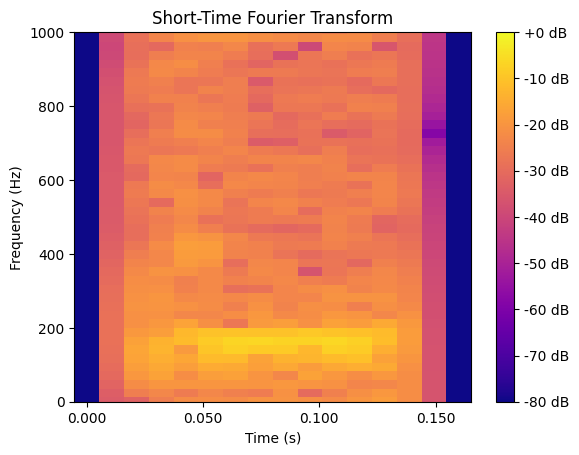 Short-Time Fourier Transform
1000
800
600
400
200
0
Frequency (Hz)
0.000
0.050
0.100
0.150
Time (s)
+0 dB
-10 dB
-20 dB
-30 dB
-40 dB
-50 dB
-60 dB
-70 dB
-80 dB